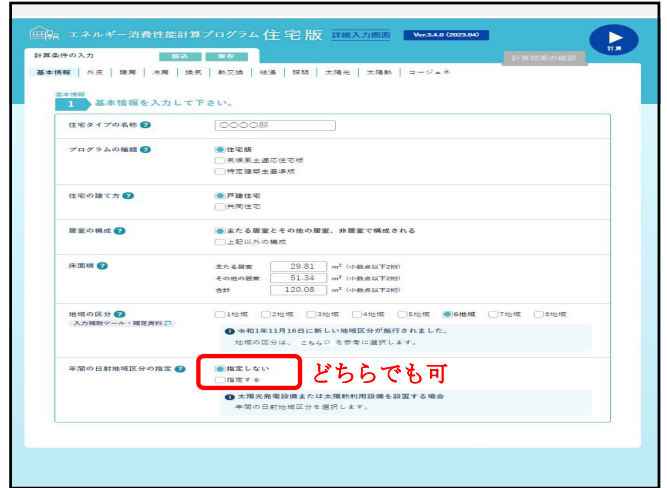 エネルギー消費性能計算プログラム 住宅版 詳細入力画面 Ver.3.4.0 (2023.04)
計算
計算条件の入力 読込 保存 計算結果の確認
基本情報 | 外皮 | 暖房 | 冷房 | 換気 | 熱交換 | 給湯 | 照明 | 太陽光 | 太陽熱 | コージェネ
基本情報
1 基本情報を入力して下さい。
住宅タイプの名称 ? 〇〇〇〇邸
プログラムの種類 ? 住宅版
気候風土適応住宅版
特定建築主基準版
住宅の建て方 ? 戸建住宅
共同住宅
居室の構成 ? 主たる居室とその他の居室、非居室で構成される
上記以外の構成
床面積 ? 主たる居室 29.81 m² (小数点以下2桁)
その他の居室 51.34 m² (小数点以下2桁)
合計 120.08 m² (小数点以下2桁)
地域の区分 ? 1地域 2地域 3地域 4地域 5地域 6地域 7地域 8地域
入力補助ツール・補足資料
令和1年11月16日に新しい地域区分が施行されました。
地域の区分は、こちら を参考に選択します。
年間の日射地域区分の指定 ? 指定しない
指定する
どちらでも可
太陽光発電設備または太陽熱利用設備を設置する場合
年間の日射地域区分を選択します。